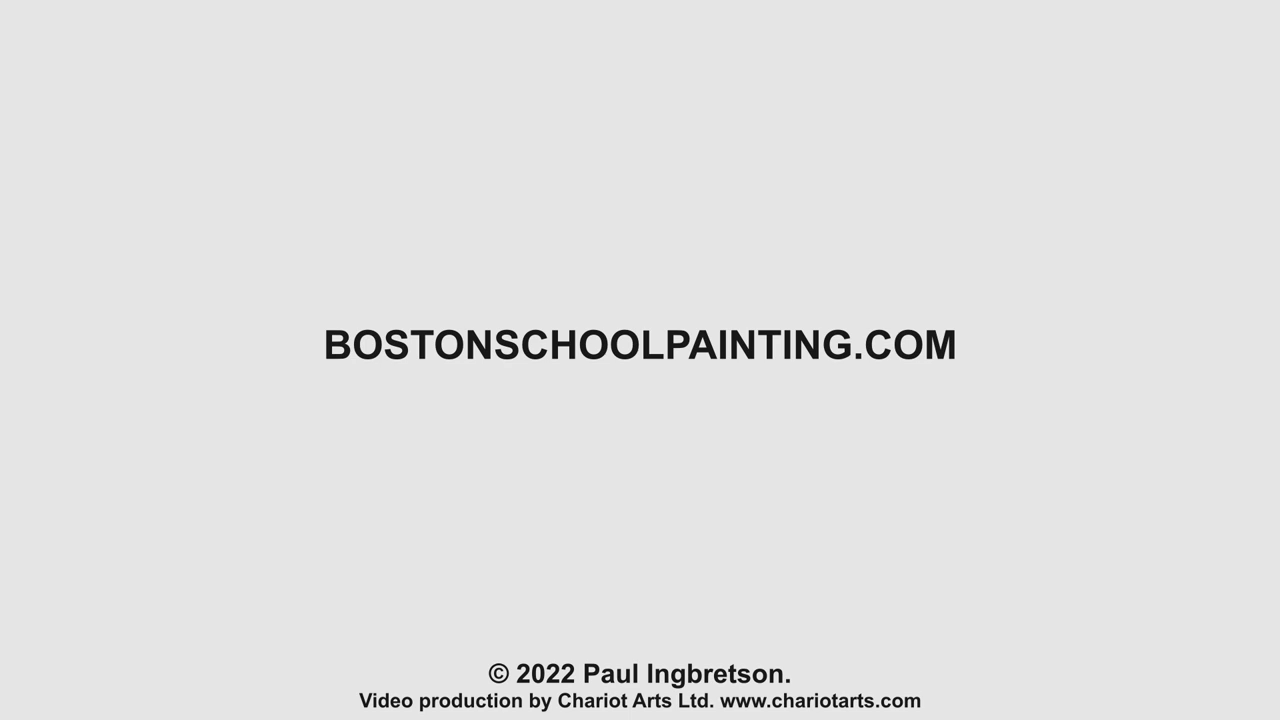 BOSTONSCHOOLPAINTING.COM
© 2022 Paul Ingbretson.
Video production by Chariot Arts Ltd. www.chariotarts.com